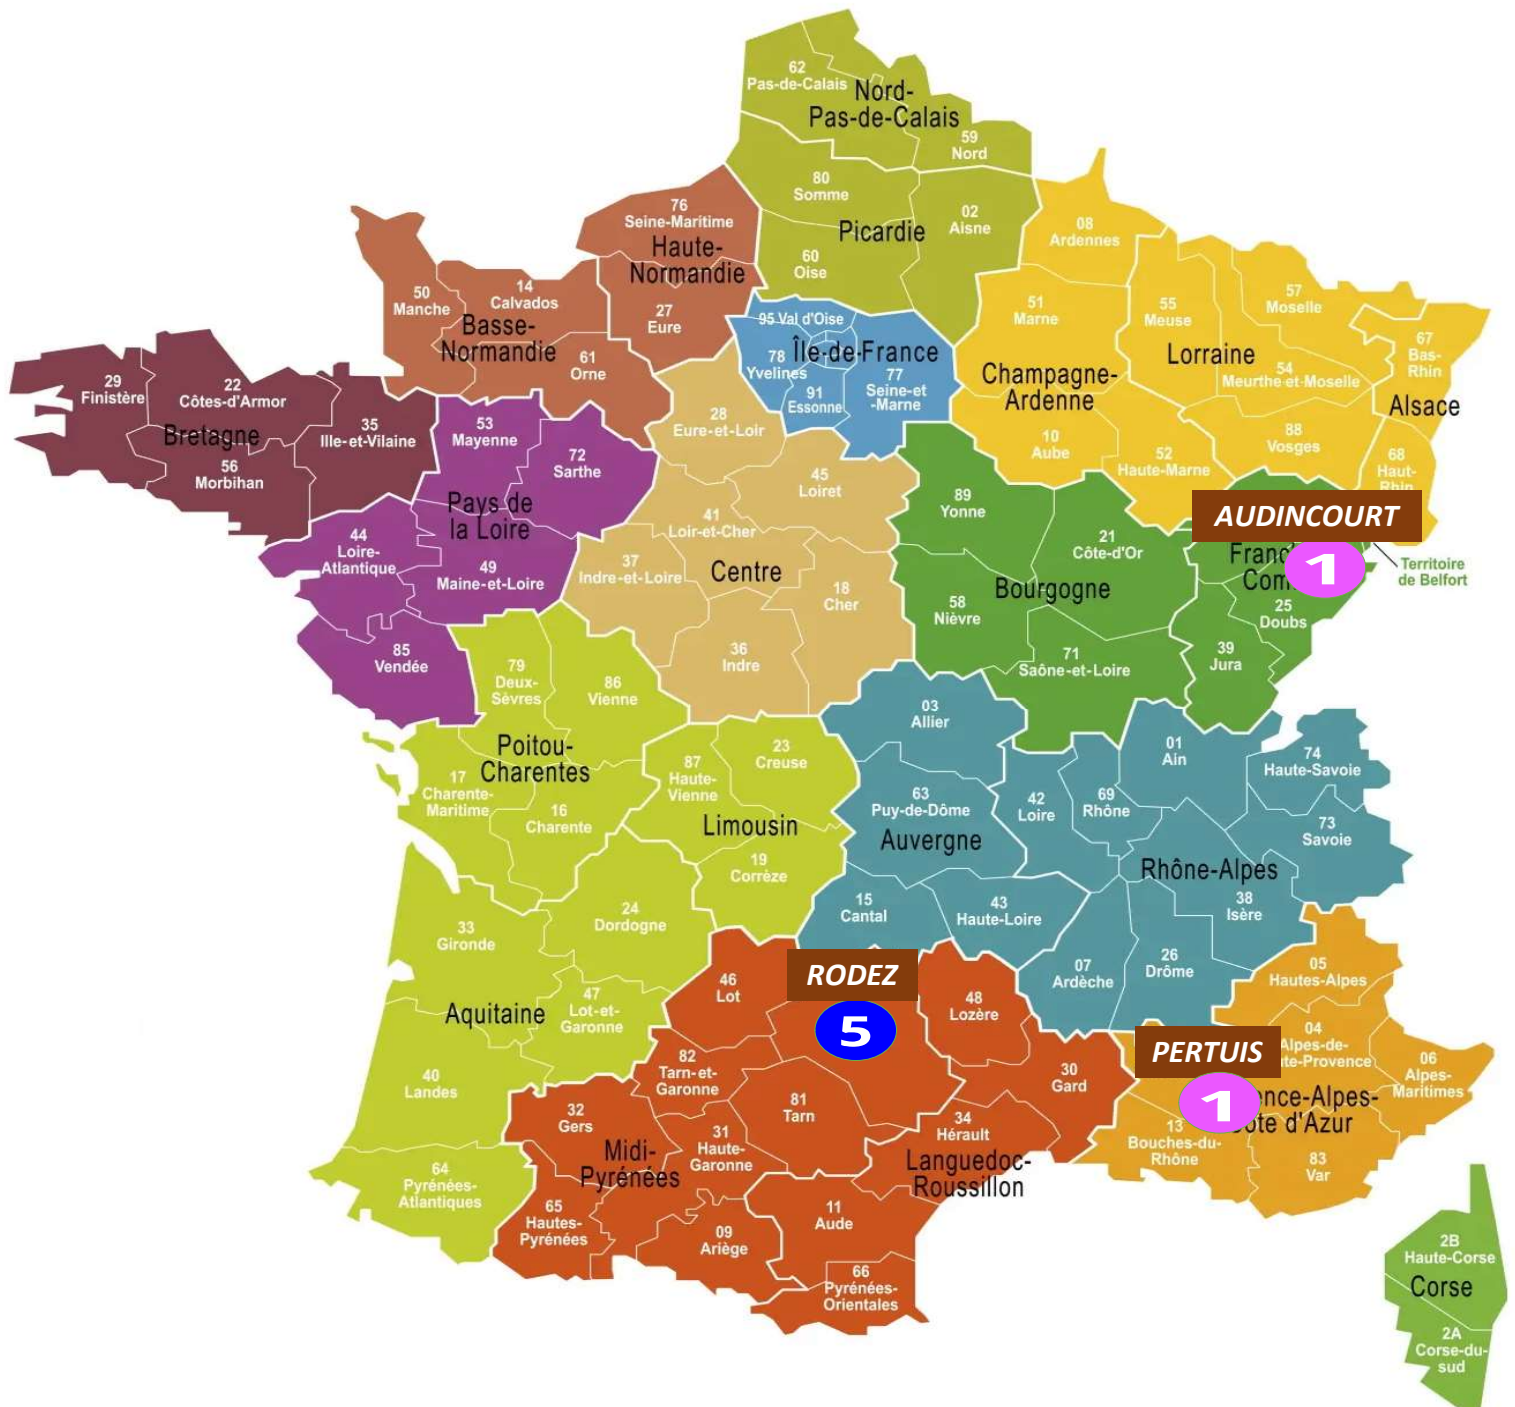 62
Pas-de-Calais
Nord-
Pas-de-Calais
59
Nord
80
Somme
02
Aisne
Picardie
60
Oise
76
Seine-Maritime
Haute-
Normandie
27
Eure
08
Ardennes
51
Marne
55
Meuse
57
Moselle
67
Bas-
Rhin
Lorraine
54
Meurthe et Moselle
Champagne-
Ardenne
Alsace
88
Vosges
68
Haut-
Rhin
10
Aube
52
Haute-Marne
50
Manche
14
Calvados
Basse-
Normandie
61
Orne
95 Val d'Oise
Île-de-France
78
Yvelines
77
Seine-et
-Marne
91
Essonne
29
Finistère
22
Côtes-d'Armor
35
Ille-et-Vilaine
Bretagne
56
Morbihan
53
Mayenne
72
Sarthe
Pays de
la Loire
44
Loire-
Atlantique
49
Maine-et-Loire
85
Vendée
28
Eure-et-Loir
45
Loiret
41
Loir-et-Cher
37
Indre-et-Loire
Centre
18
Cher
36
Indre
89
Yonne
21
Côte-d'Or
Bourgogne
58
Nièvre
71
Saône-et-Loire
AUDINCOURT
1
Territoire
de Belfort
25
Doubs
39
Jura
79
Deux-
Sèvres
86
Vienne
Poitou-
Charentes
17
Charente-
Maritime
16
Charente
87
Haute-
Vienne
23
Creuse
Limousin
19
Corrèze
03
Allier
63
Puy-de-Dôme
Auvergne
15
Cantal
43
Haute-Loire
42
Loire
69
Rhône
01
Ain
74
Haute-Savoie
73
Savoie
Rhône-Alpes
38
Isère
07
Ardèche
26
Drôme
33
Gironde
24
Dordogne
47
Lot-et-
Garonne
Aquitaine
40
Landes
64
Pyrénées-
Atlantiques
46
Lot
RODEZ
5
48
Lozère
82
Tarn-et-
Garonne
81
Tarn
32
Gers
31
Haute-
Garonne
Midi-
Pyrénées
65
Hautes-
Pyrénées
09
Ariège
30
Gard
34
Hérault
Languedoc-
Roussillon
11
Aude
66
Pyrénées-
Orientales
05
Hautes-Alpes
PERTUIS
1
04
Alpes-de-
06
Alpes-
Maritimes
13
Bouches-du-
Rhône
d'Azur
83
Var
2B
Haute-Corse
Corse
2A
Corse-du-
sud